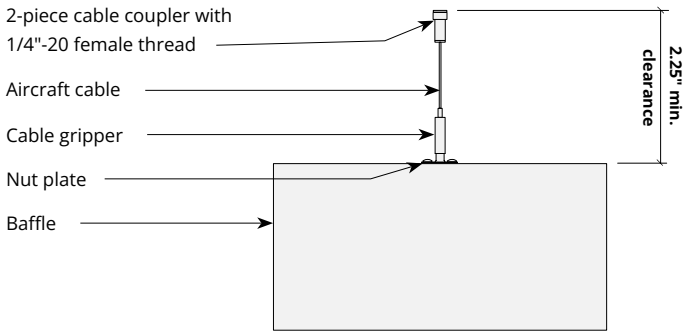 2-piece cable coupler with
1/4"-20 female thread
Aircraft cable
Cable gripper
Nut plate
Baffle
2.25" min.
clearance